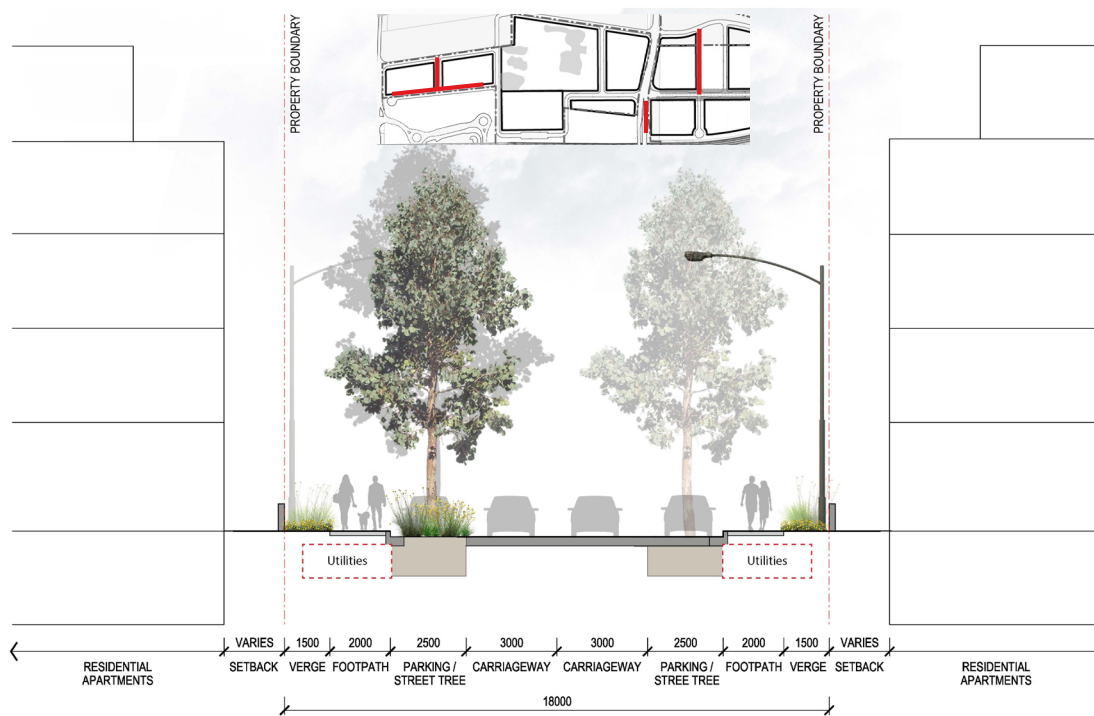 PROPERTY BOUNDARY
PROPERTY BOUNDARY
Utilities
Utilities
VARIES 1500 2000 2500 3000 3000 2500 2000 1500 VARIES
RESIDENTIAL APARTMENTS
SETBACK
VERGE
FOOTPATH
PARKING /
STREET TREE
CARRIAGEWAY
CARRIAGEWAY
PARKING /
STREE TREE
FOOTPATH
VERGE
SETBACK
RESIDENTIAL
APARTMENTS
18000